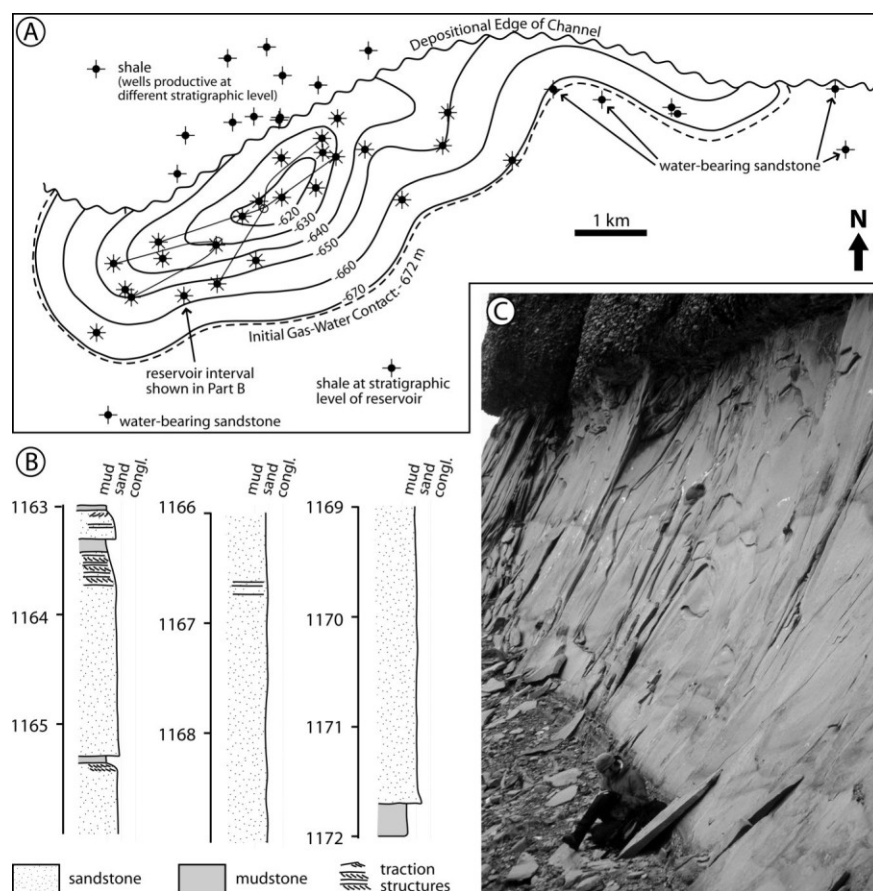 A
Depositional Edge of Channel
shale
(wells productive at
different stratigraphic level)
water-bearing sandstone
1 km
N
-620
-630
-640
-650
-660
-670
Initial Gas-Water Contact: - 672 m
reservoir interval
shown in Part B
shale at stratigraphic
level of reservoir
water-bearing sandstone
B
mud
sand
congl.
1163
1164
1165
mud
sand
congl.
1166
1167
1168
mud
sand
congl.
1169
1170
1171
1172
sandstone
mudstone
traction
structures
C